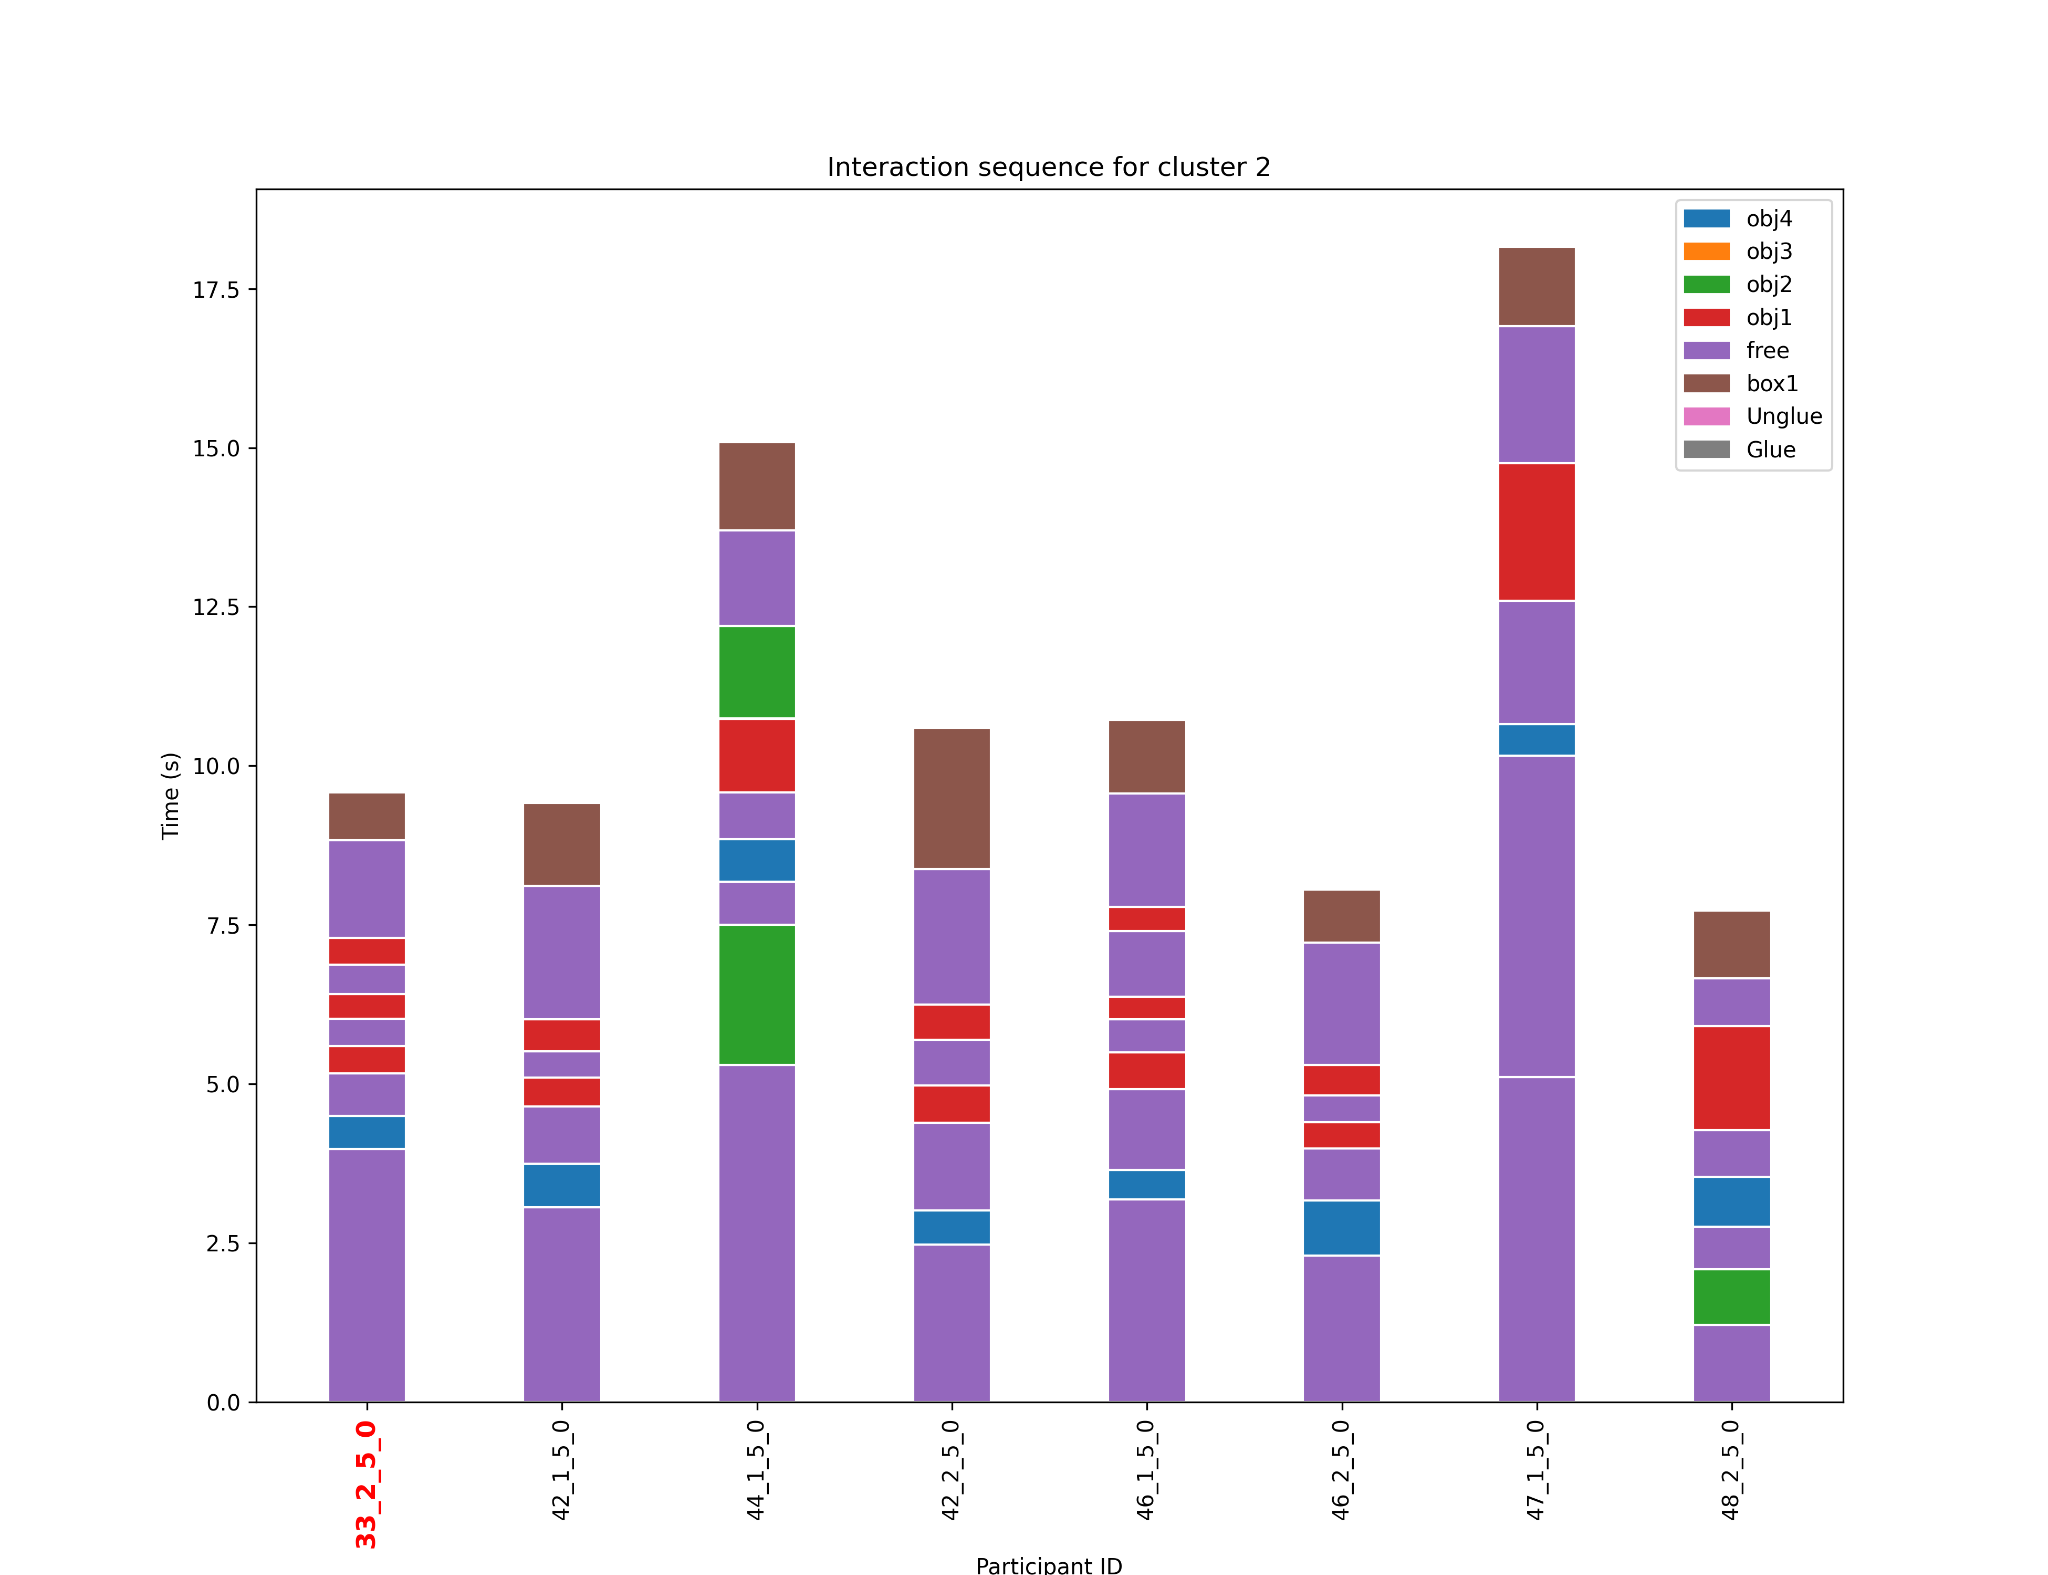 Interaction sequence for cluster 2
obj4
obj3
obj2
obj1
free
box1
Unglue
Glue
17.5
15.0
12.5
10.0
7.5
5.0
2.5
0.0
Time (s)
33_2_5_0
42_1_5_0
44_1_5_0
42_2_5_0
46_1_5_0
46_2_5_0
47_1_5_0
48_2_5_0
Participant ID